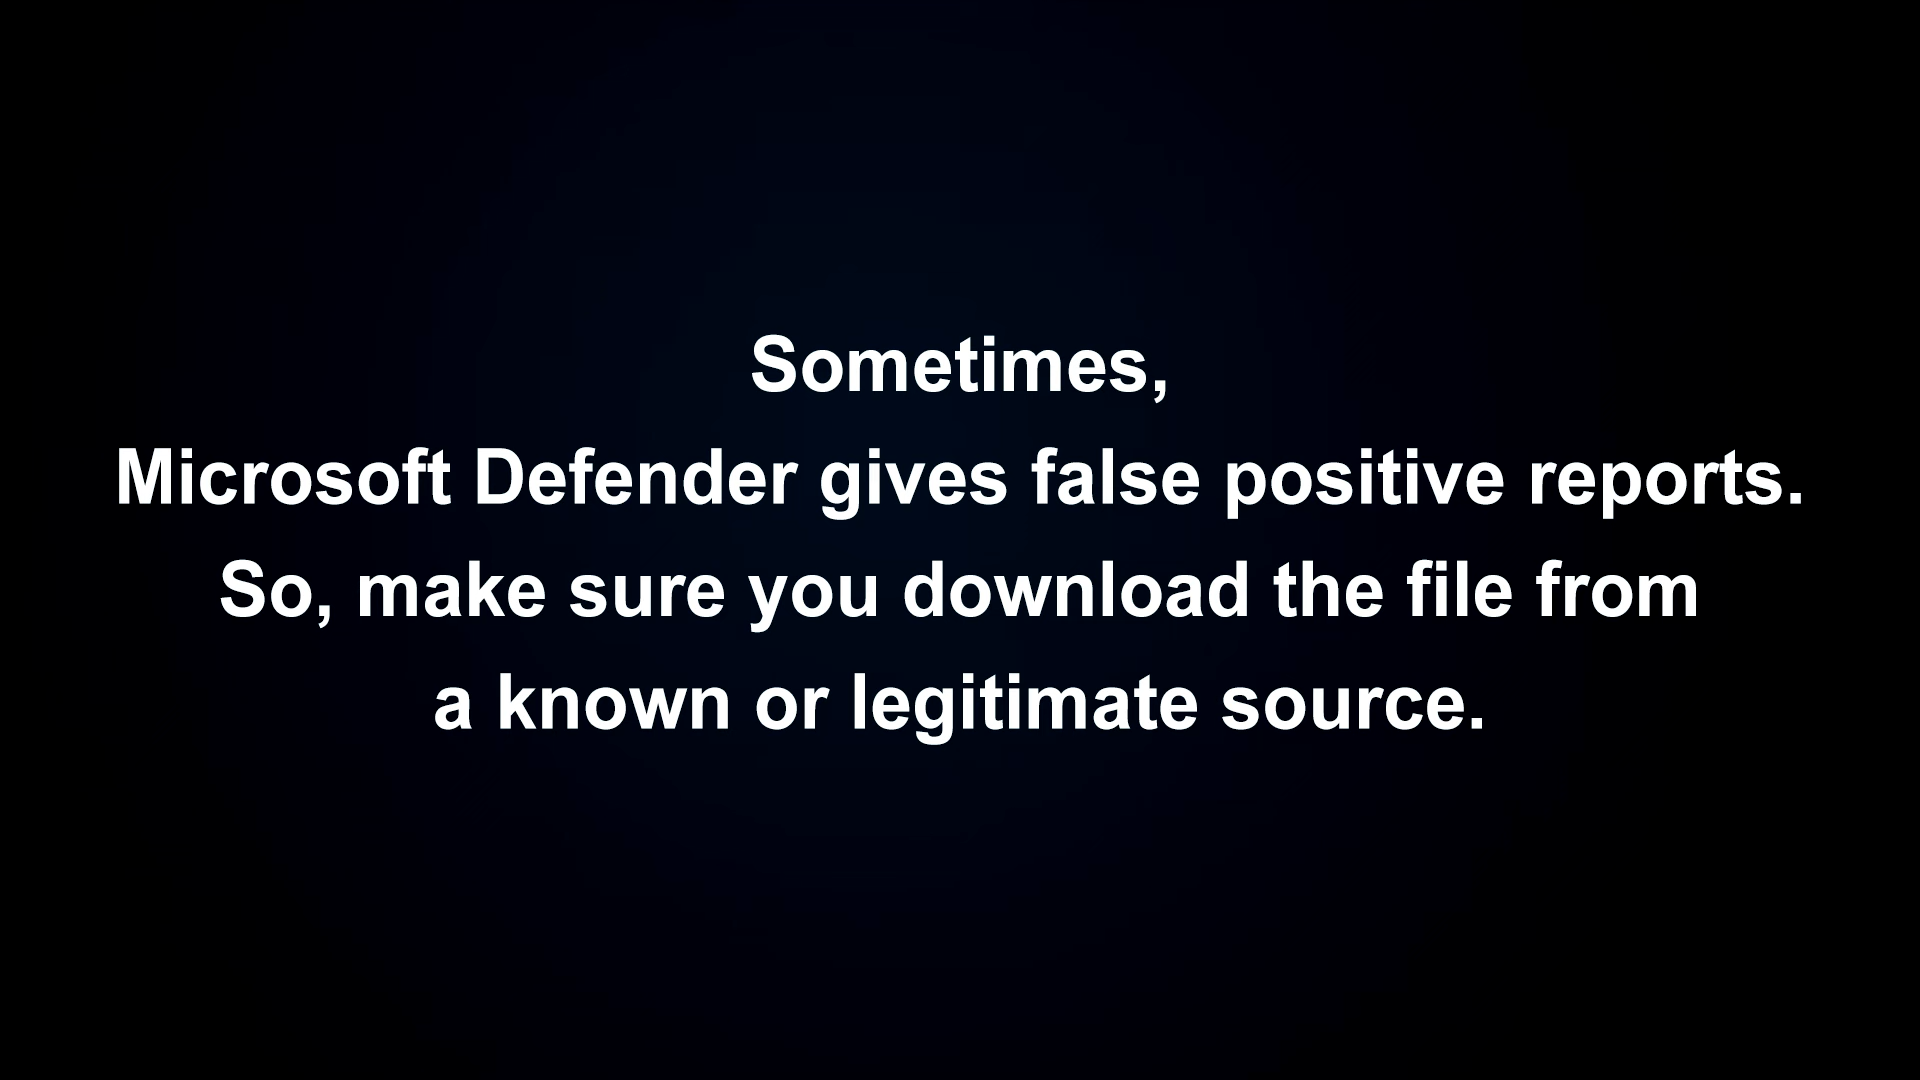 Sometimes,
Microsoft Defender gives false positive reports.
So, make sure you download the file from
a known or legitimate source.